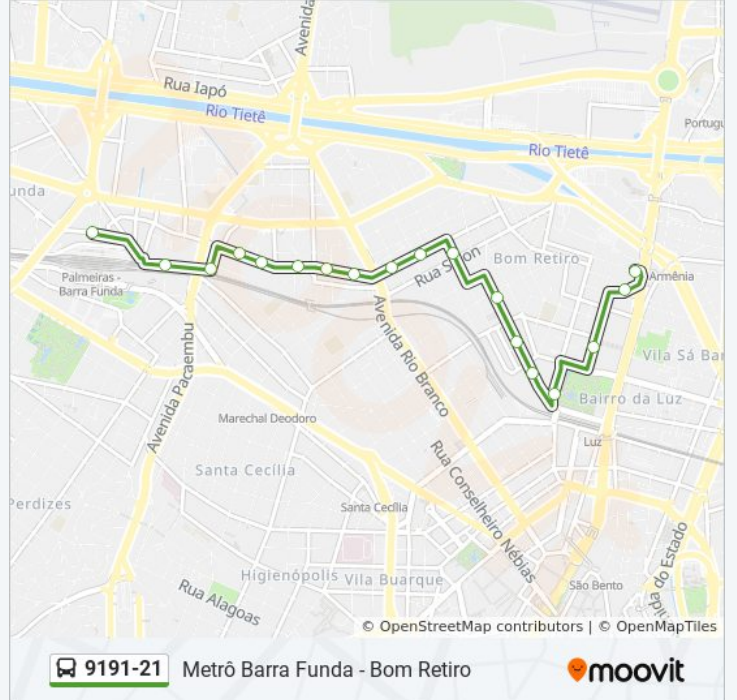 Avenida
Rua Iapó
Rio Tietê
Portugu
Rio Tietê
unda
Rua S on
Bom Retiro
Palmeiras -
Barra Funda
Armênia
Avenida Rio Branco
Avenida Pacaembu
Vila Sá Bar
Bairro da Luz
Marechal Deodoro
Luz
Santa Cecília
Rua Conselheiro Nébias
Perdizes
Santa Cecília
pa do Estado
Higienópolis
Vila Buarque
São Bento
Rua Alagoas
© OpenStreetMap contributors | © OpenMapTiles
9191-21 Metrô Barra Funda - Bom Retiro
moovit